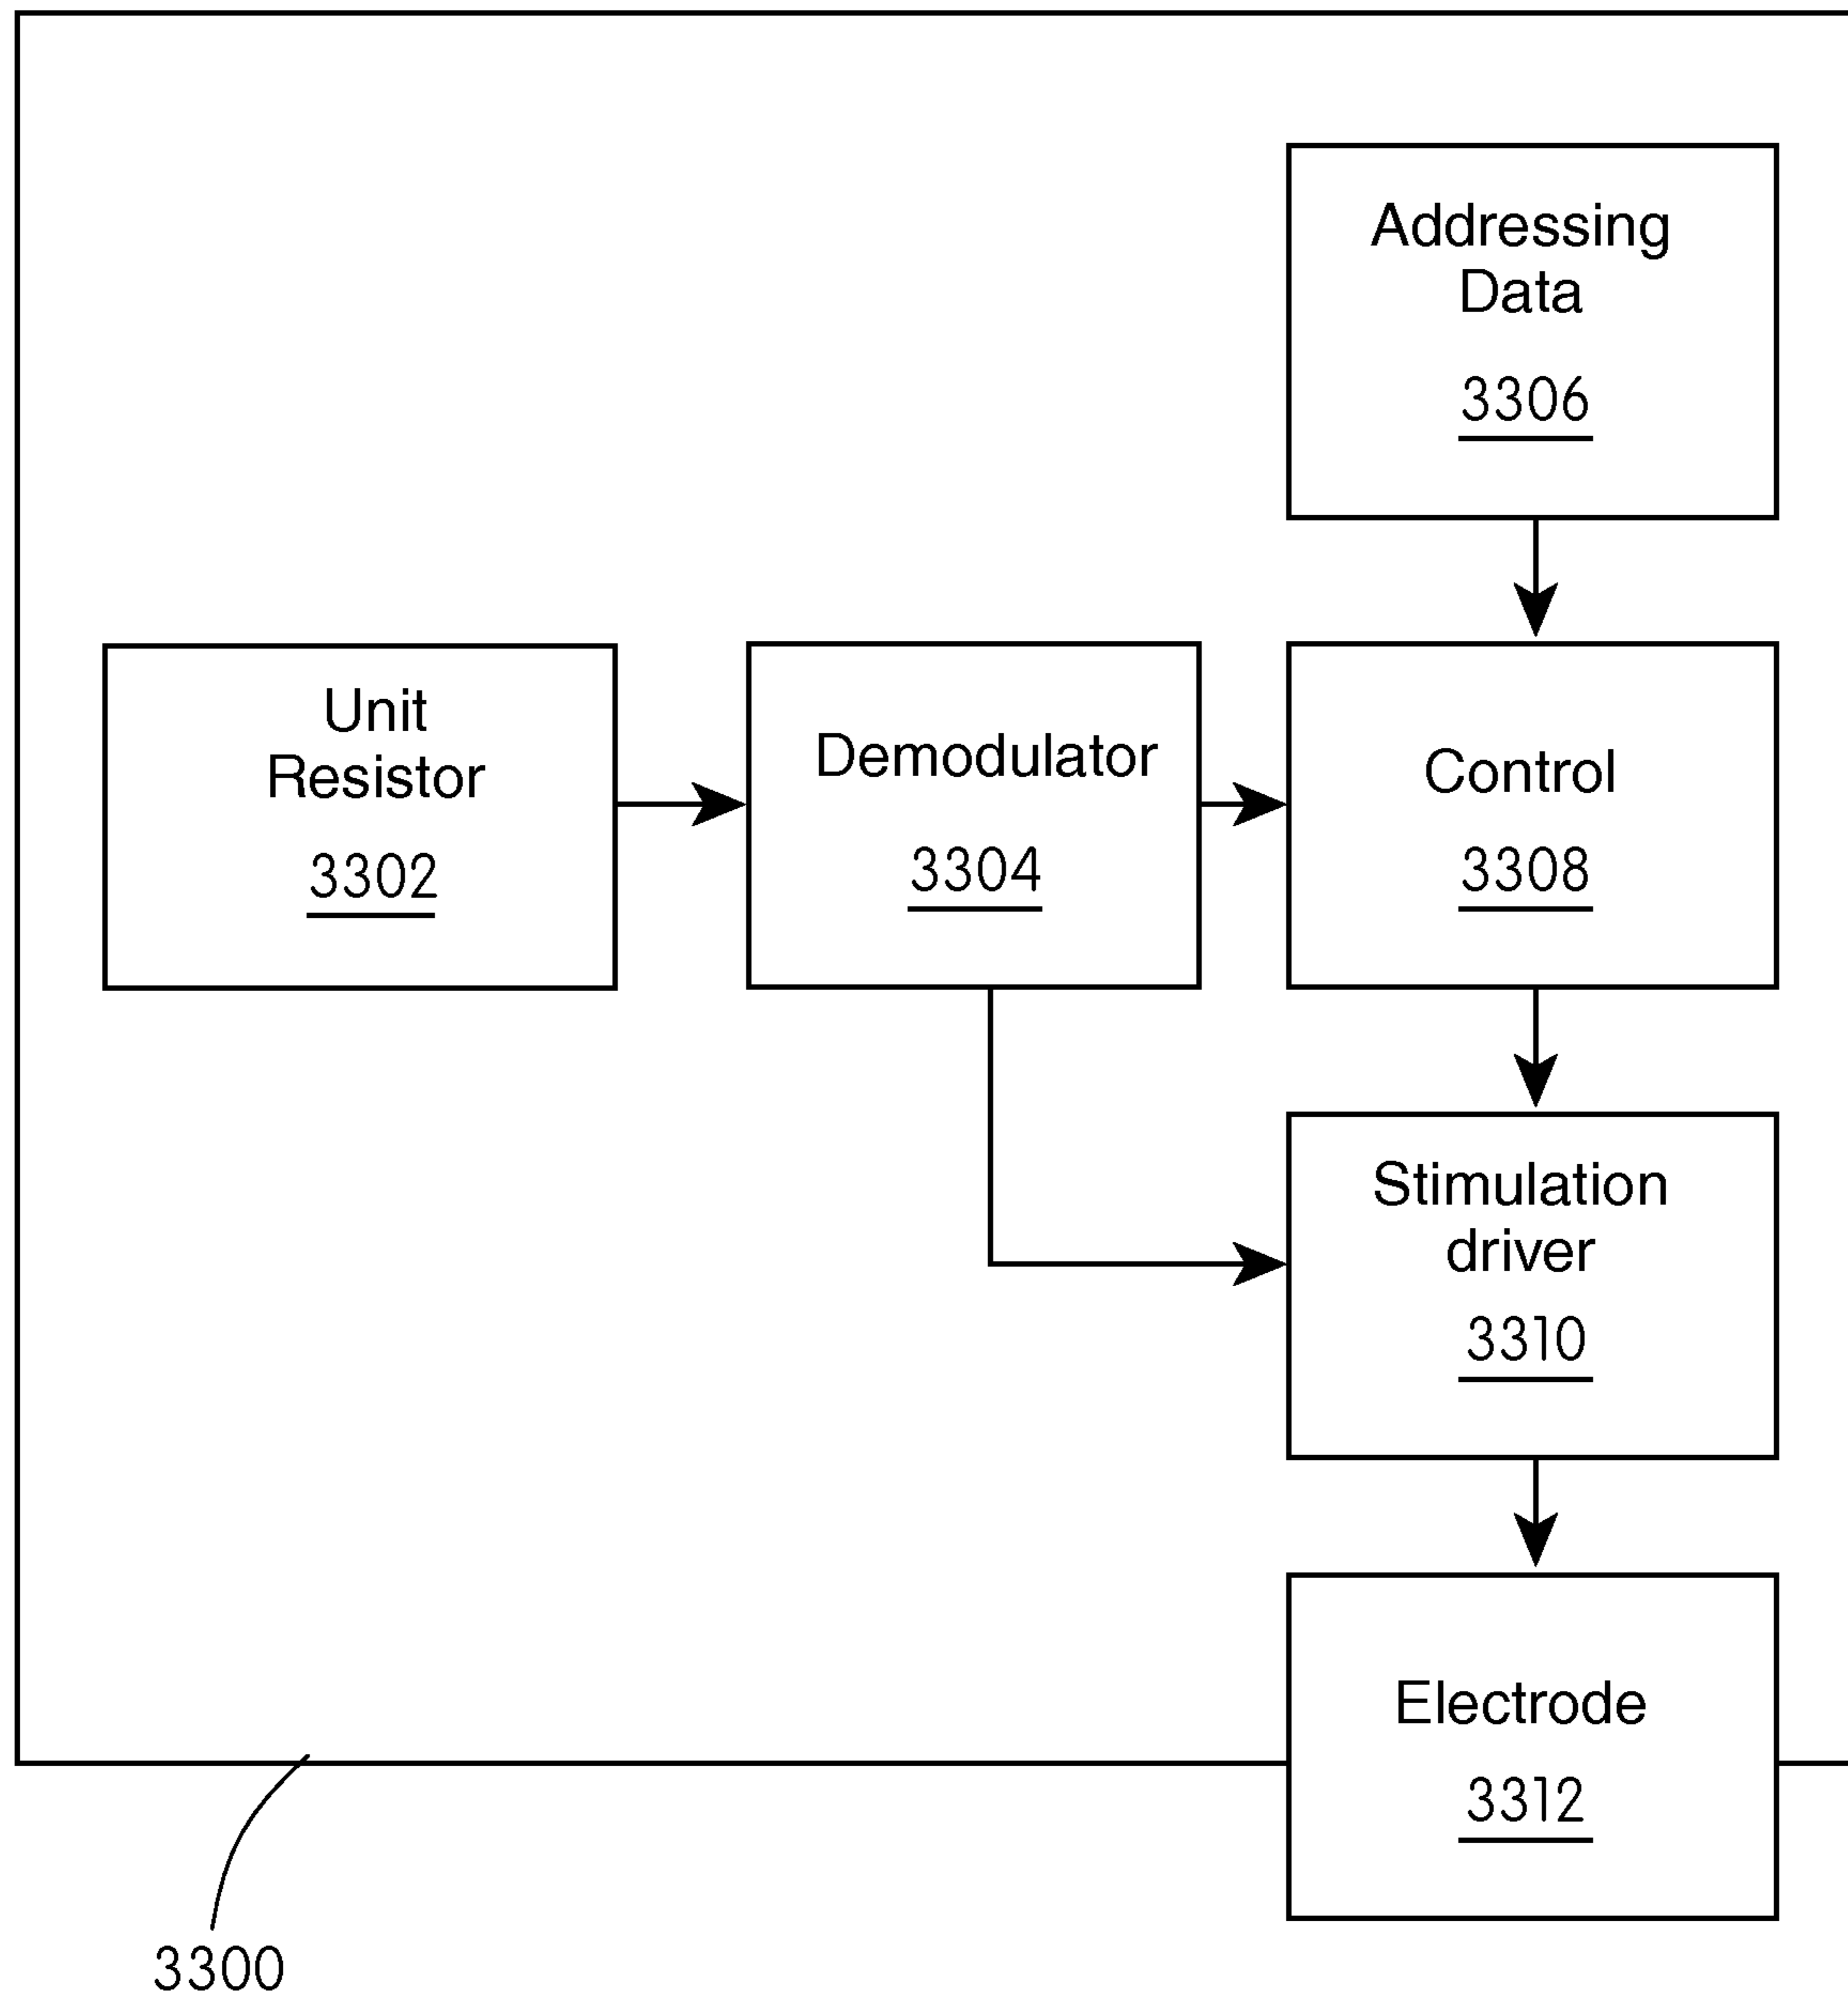 Addressing
Data
3306
Unit
Resistor
3302
Demodulator
3304
Control
3308
Stimulation
driver
3310
Electrode
3312
3300